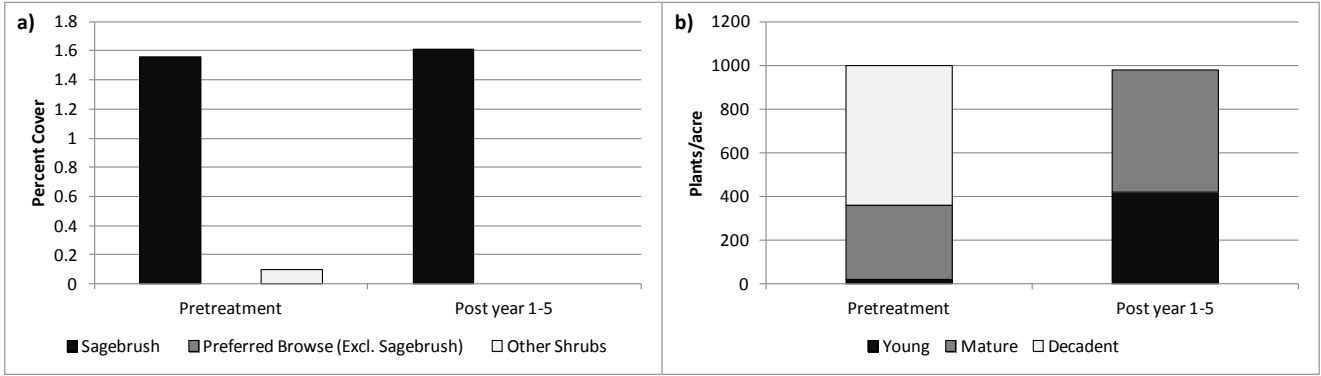 a)
Percent Cover
1.8
1.6
1.4
1.2
1
0.8
0.6
0.4
0.2
0
Pretreatment Post year 1-5
Sagebrush Preferred Browse (Excl. Sagebrush) Other Shrubs
b)
Plants/acre
1200
1000
800
600
400
200
0
Pretreatment Post year 1-5
Young Mature Decadent